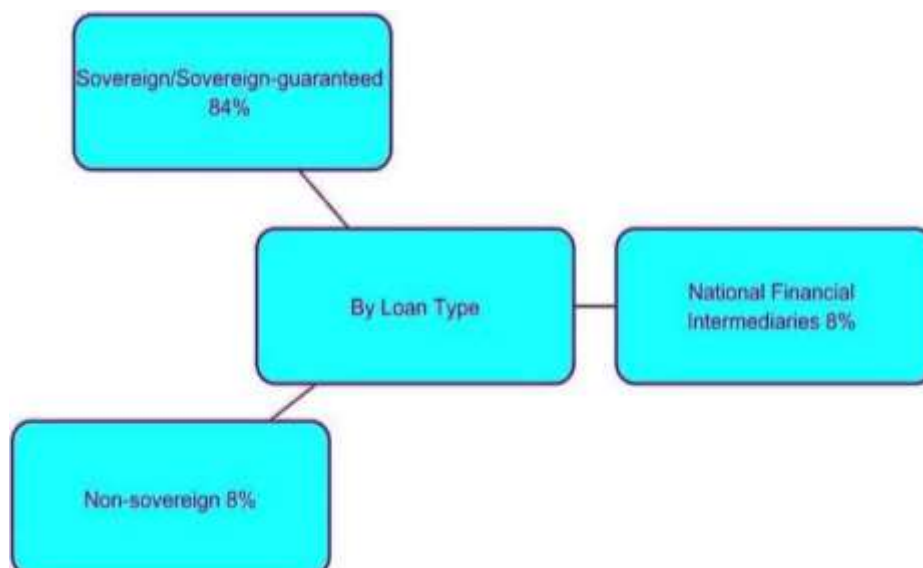 Sovereign/Sovereign-guaranteed
84%
By Loan Type
National Financial
Intermediaries 8%
Non-sovereign 8%